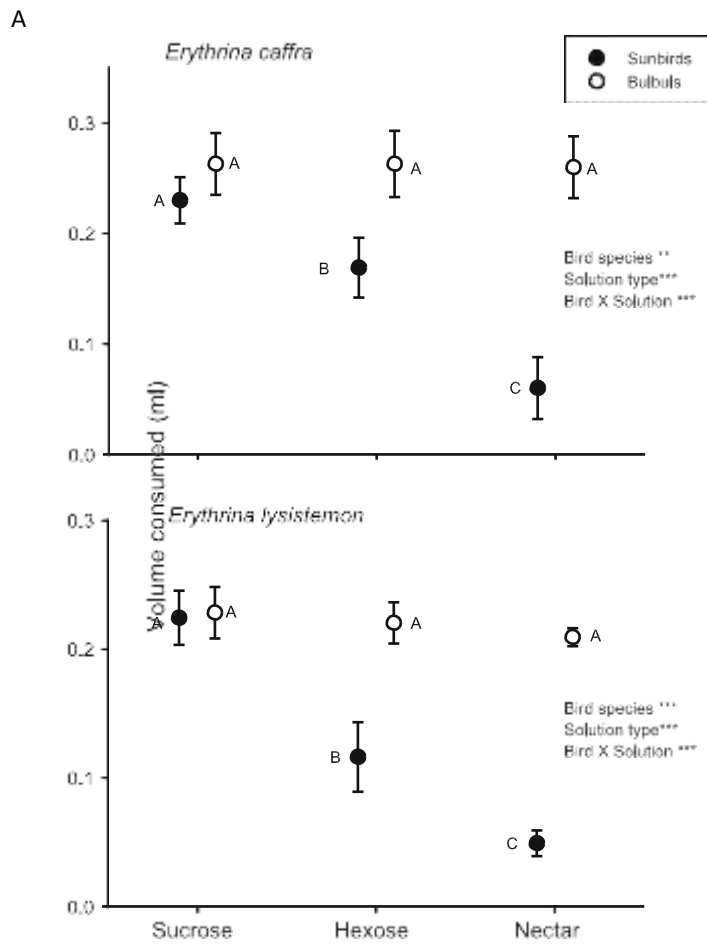 A
Erythrina caffra
Sunbirds
Bulbuls
0.3
A
A
A
A
0.2
B
Bird species **
Solution type***
Bird X Solution ***
0.1
C
0.0
Volume consumed (ml)
Erythrina lysistemon
0.3
A
A
A
A
0.2
Bird species ***
Solution type***
Bird X Solution ***
B
0.1
C
0.0
Sucrose
Hexose
Nectar